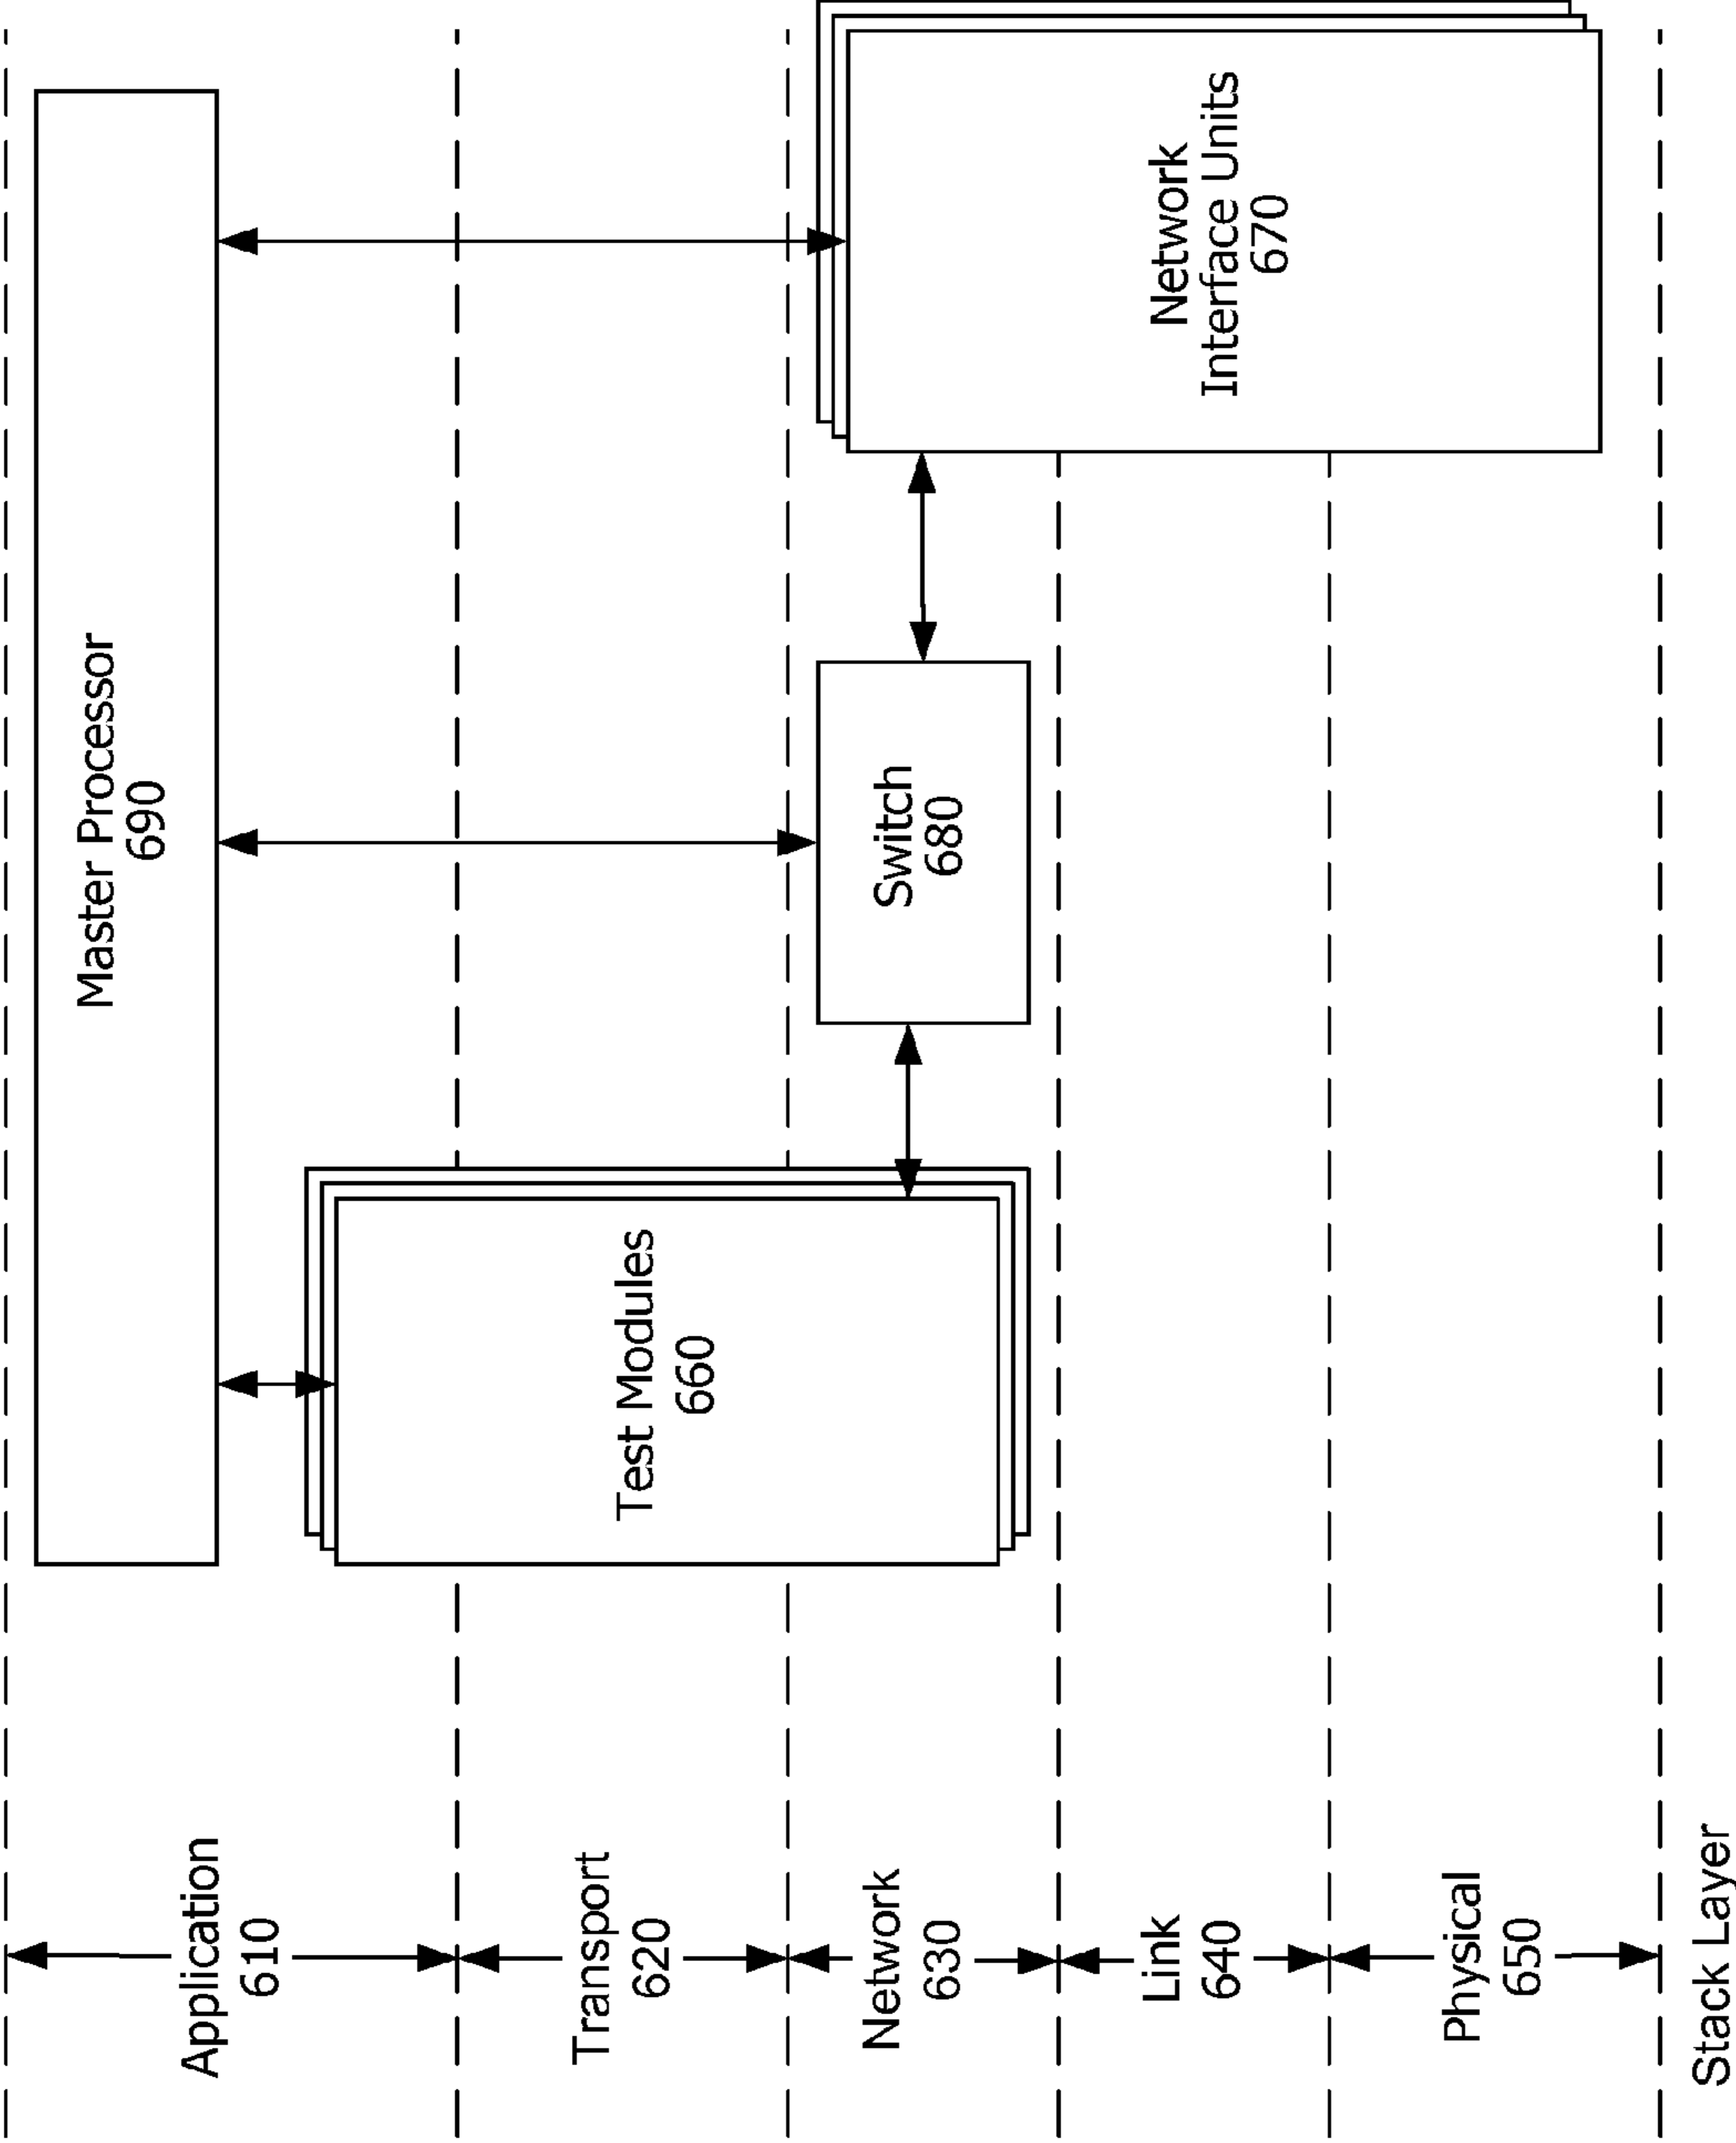 Application
610
Transport
620
Network
630
Link
640
Physical
650
Stack Layer
Master Processor
690
Test Modules
660
Switch
680
Network
Interface Units
670